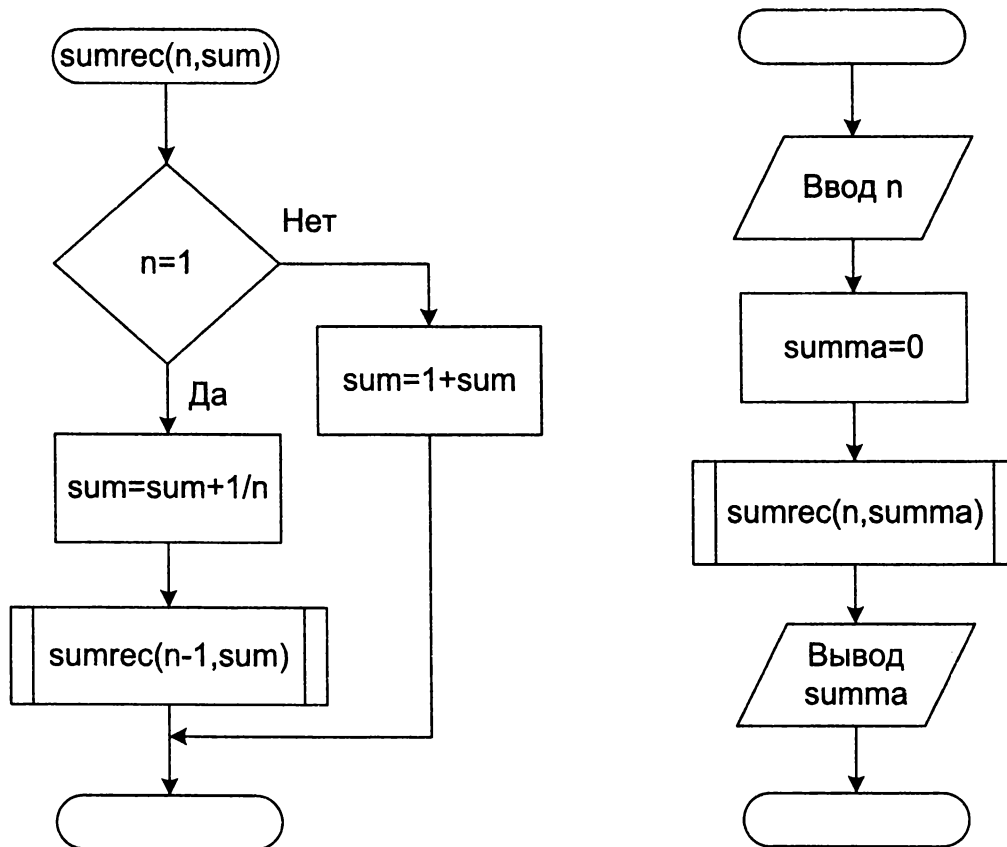 sumrec(n,sum)
n=1
Нет
sum=1+sum
Да
sum=sum+1/n
sumrec(n-1,sum)
Ввод n
summa=0
sumrec(n,summa)
Вывод
summa